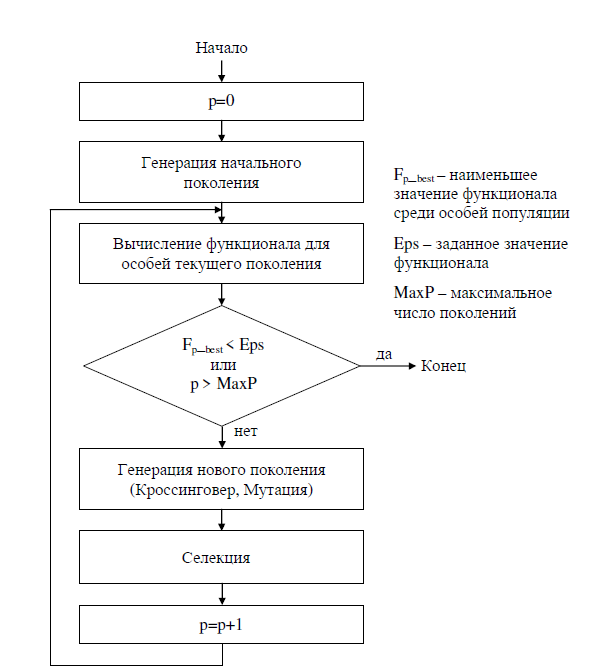 Начало
p=0
Генерация начального
поколения
Fp_best – наименьшее
значение функционала
среди особей популяции
Вычисление функционала для
особей текущего поколения
Eps – заданное значение
функционала
MaxP – максимальное
число поколений
Fp_best < Eps
или
p > MaxP
да
Конец
нет
Генерация нового поколения
(Кроссинговер, Мутация)
Селекция
p=p+1